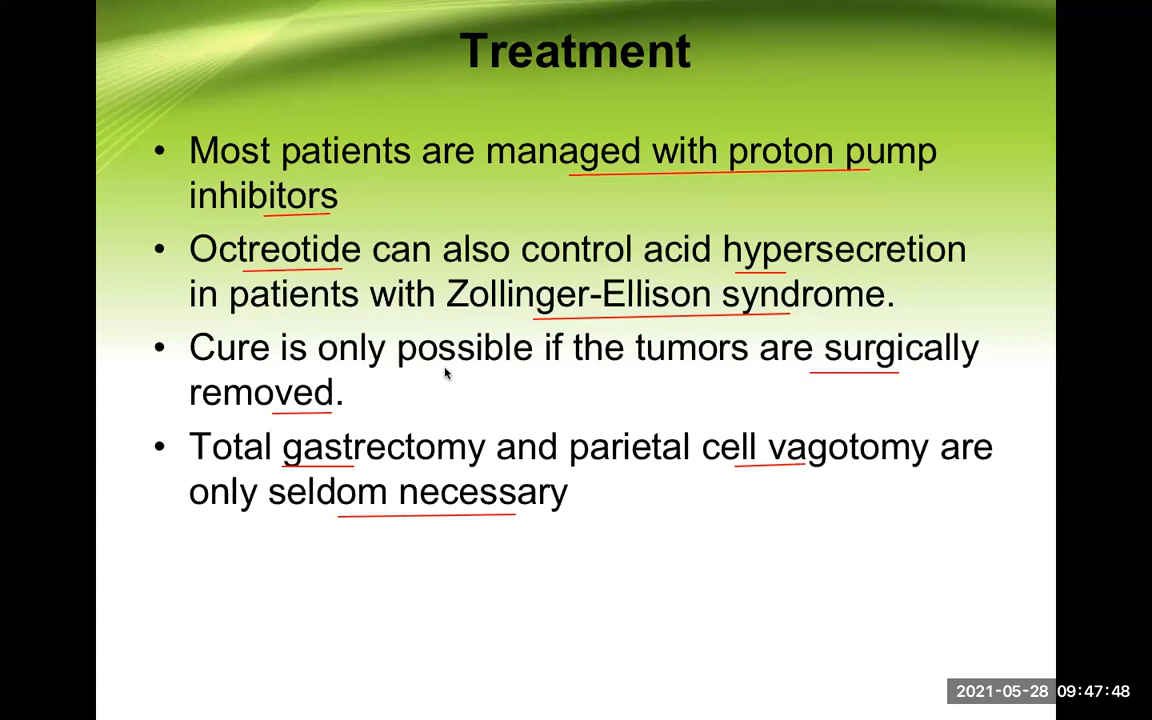 Treatment
• Most patients are managed with proton pump
inhibitors
• Octreotide can also control acid hypersecretion
in patients with Zollinger-Ellison syndrome.
• Cure is only possible if the tumors are surgically
removed.
• Total gastrectomy and parietal cell vagotomy are
only seldom necessary
2021-05-28 09:47:48